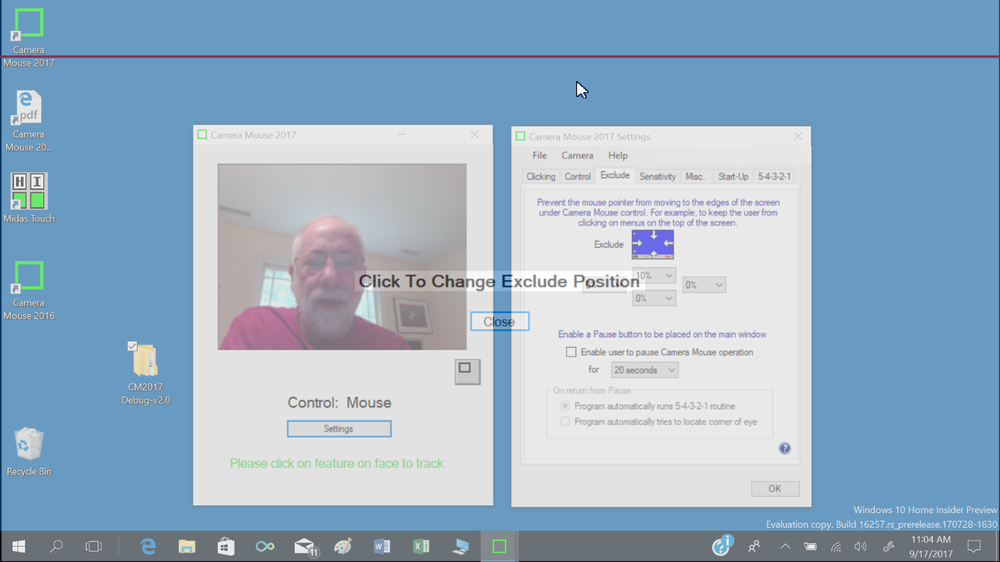 Camera
Mouse 2017
pdf
Camera
Mouse 20...
H I
Midas Touch
Camera
Mouse 2016
CM2017
Debug-v2.0
Recycle Bin
Camera Mouse 2017
Control: Mouse
Settings
Please click on feature on face to track.
Click To Change Exclude Position
Close
Camera Mouse 2017 Settings
File Camera Help
Clicking Control Exclude Sensitivity Misc. Start-Up 5-4-3-2-1
Prevent the mouse pointer from moving to the edges of the screen
under Camera Mouse control. For example, to keep the user from
clicking on menus on the top of the screen.
Exclude
10%
0%
0%
Enable a Pause button to be placed on the main window
Enable user to pause Camera Mouse operation
for 20 seconds
On return from Pause
Program automatically runs 5-4-3-2-1 routine
Program automatically tries to locate corner of eye
OK
Windows 10 Home Insider Preview
Evaluation copy. Build 16257.rs_prerelease.170728-1630
11
11:04 AM
9/17/2017